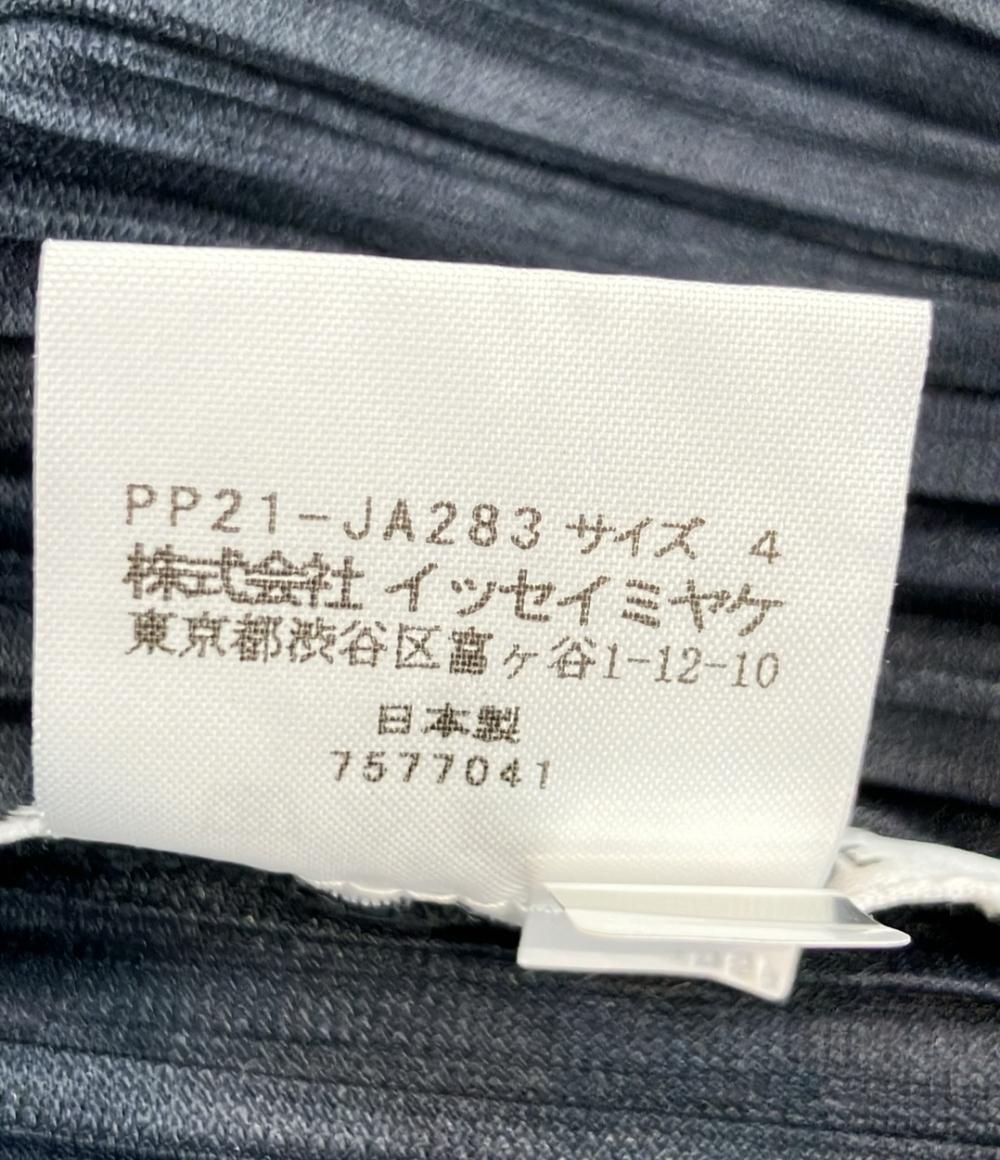 PP21-JA283 サイズ 4
株式会社 イッセイミヤケ
東京都渋谷区富ヶ谷1-12-10
日本製
7577041